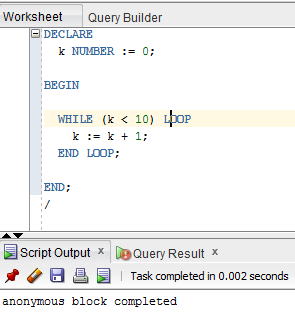 Worksheet Query Builder
DECLARE
k NUMBER := 0;
BEGIN
WHILE (k < 10) LOOP
k := k + 1;
END LOOP;
END;
/
Script Output x Query Result x
Task completed in 0.002 seconds
anonymous block completed